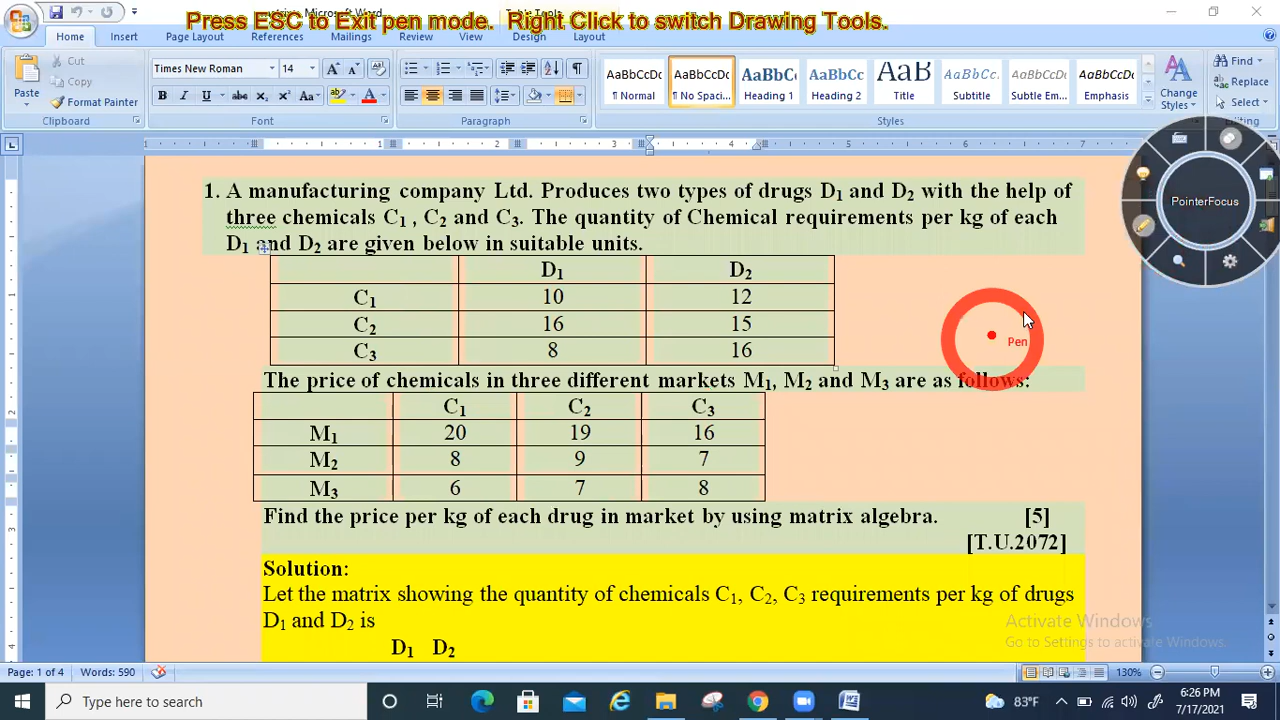 Press ESC to Exit pen mode. Right Click to switch Drawing Tools.
Home Insert Page Layout References Mailings Review View Design
Cut
Copy
Paste
Format Painter
Clipboard
Times New Roman 14
Font
Paragraph
AaBbCcDc AaBbCcDc AaBbCc AaBbCc AaB AaBbCc AaBbCcDc AaBbCcDc
¶ Normal ¶ No Spaci... Heading 1 Heading 2 Title Subtitle Subtle Em... Emphasis
Change Styles
Styles
Find
Select
Editing
PointerFocus
1. A manufacturing company Ltd. Produces two types of drugs D₁ and D₂ with the help of
three chemicals C₁ , C₂ and C₃. The quantity of Chemical requirements per kg of each
D₁ and D₂ are given below in suitable units.
D₁ D₂
C₁ 10 12
C₂ 16 15
C₃ 8 16
Pen
The price of chemicals in three different markets M₁, M₂ and M₃ are as follows:
C₁ C₂ C₃
M₁ 20 19 16
M₂ 8 9 7
M₃ 6 7 8
Find the price per kg of each drug in market by using matrix algebra. [5]
[T.U.2072]
Solution:
Let the matrix showing the quantity of chemicals C₁, C₂, C₃ requirements per kg of drugs
D₁ and D₂ is
D₁ D₂
Activate Windows
Go to Settings to activate Windows.
Page: 1 of 4 Words: 590 130%
Type here to search
83°F
6:26 PM
7/17/2021